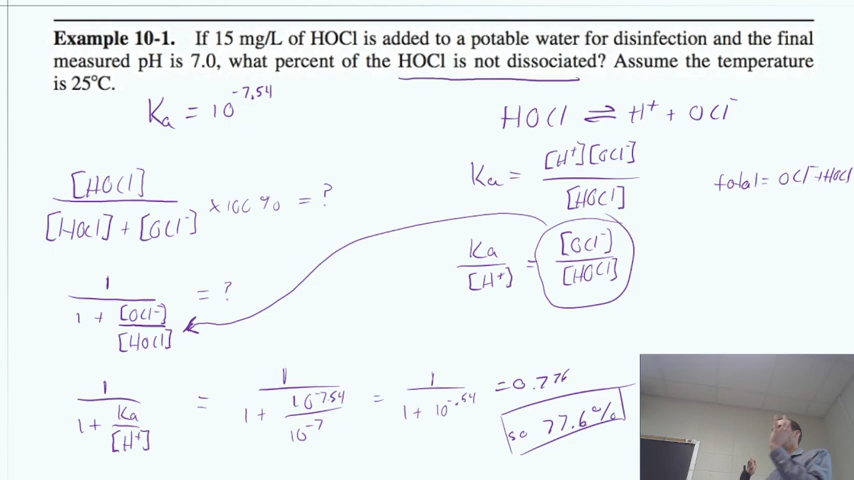 Example 10-1. If 15 mg/L of HOCl is added to a potable water for disinfection and the final
measured pH is 7.0, what percent of the HOCl is not dissociated? Assume the temperature
is 25°C.
Ka = 10^-7.54
HOCl ⇌ H+ + OCl-
Ka = [H+][OCl-] / [HOCl]
total = OCl- + HOCl
[HOCl] / [HOCl] + [OCl-] × 100 % = ?
Ka / [H+] = [OCl-] / [HOCl]
1 / 1 + [OCl-] / [HOCl] = ?
1 / 1 + Ka / [H+] = 1 / 1 + 10^-7.54 / 10^-7 = 1 / 1 + 10^-.54 = 0.776
so 77.6%